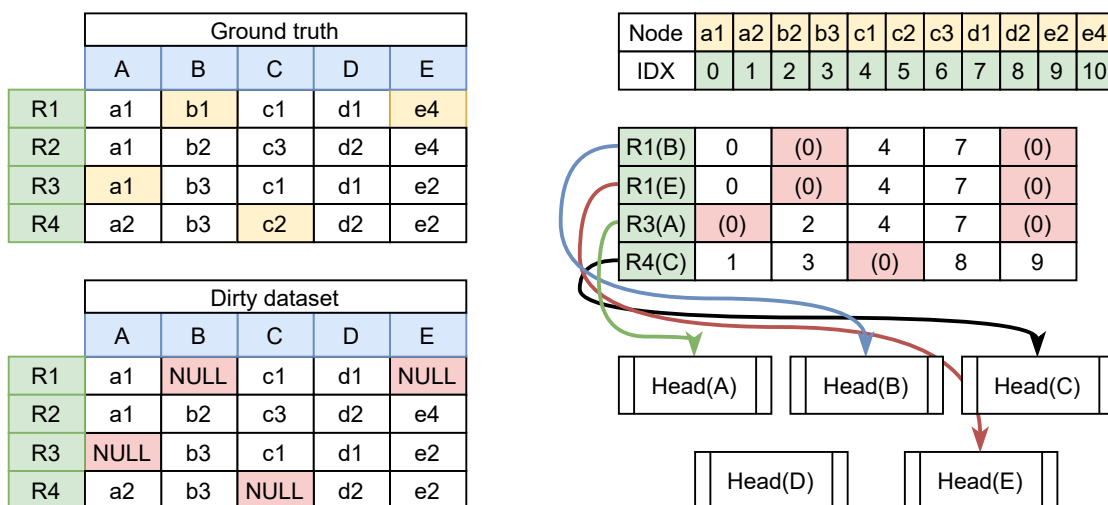 Ground truth
A B C D E
R1 a1 b1 c1 d1 e4
R2 a1 b2 c3 d2 e4
R3 a1 b3 c1 d1 e2
R4 a2 b3 c2 d2 e2
Dirty dataset
A B C D E
R1 a1 NULL c1 d1 NULL
R2 a1 b2 c3 d2 e4
R3 NULL b3 c1 d1 e2
R4 a2 b3 NULL d2 e2
Node a1 a2 b2 b3 c1 c2 c3 d1 d2 e2 e4
IDX 0 1 2 3 4 5 6 7 8 9 10
R1(B) 0 (0) 4 7 (0)
R1(E) 0 (0) 4 7 (0)
R3(A) (0) 2 4 7 (0)
R4(C) 1 3 (0) 8 9
Head(A) Head(B) Head(C)
Head(D) Head(E)